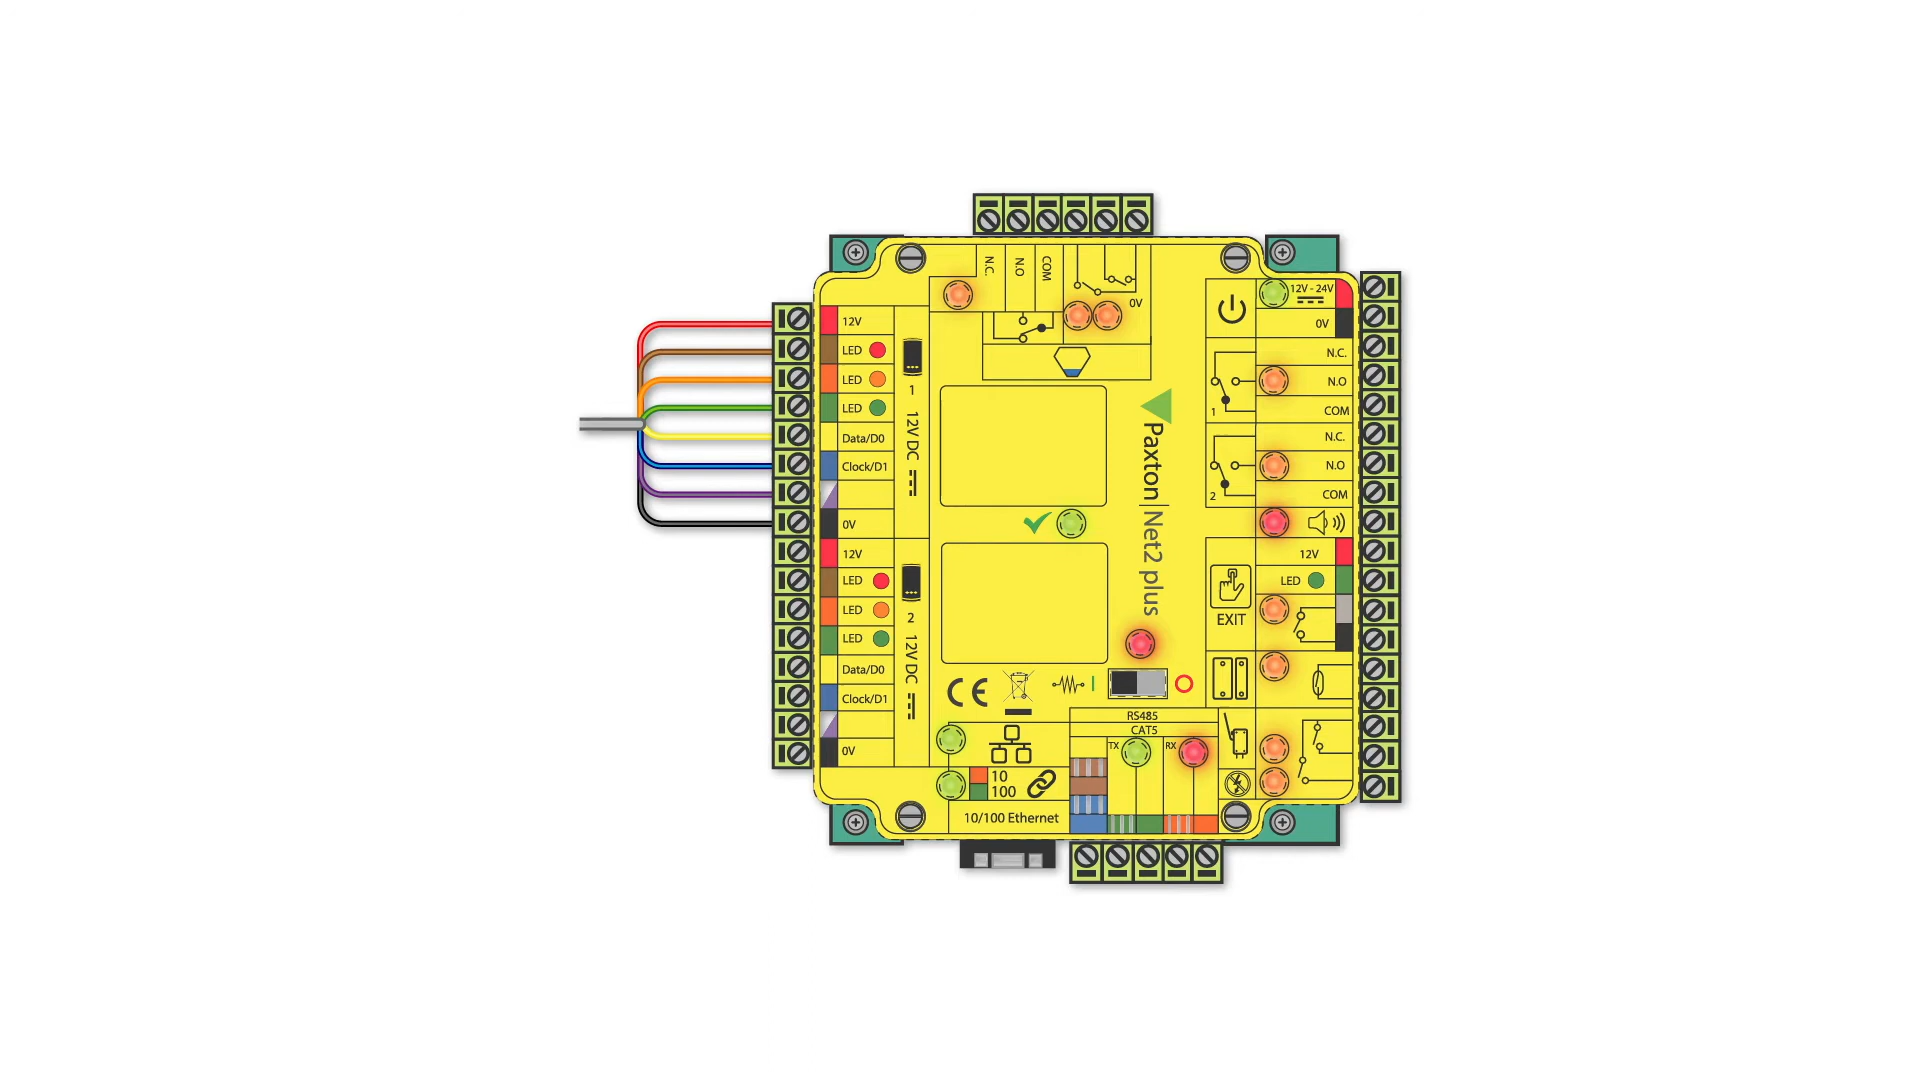 N.C.
N.O
COM
0V
12V
LED
LED
LED
Data/D0
Clock/D1
0V
1
12V DC
12V
LED
LED
LED
Data/D0
Clock/D1
0V
2
12V DC
Paxton|Net2 plus
12V - 24V
0V
N.C.
N.O
COM
1
N.C.
N.O
COM
2
12V
LED
EXIT
CE
RS485
CAT5
TX
RX
10
100
10/100 Ethernet